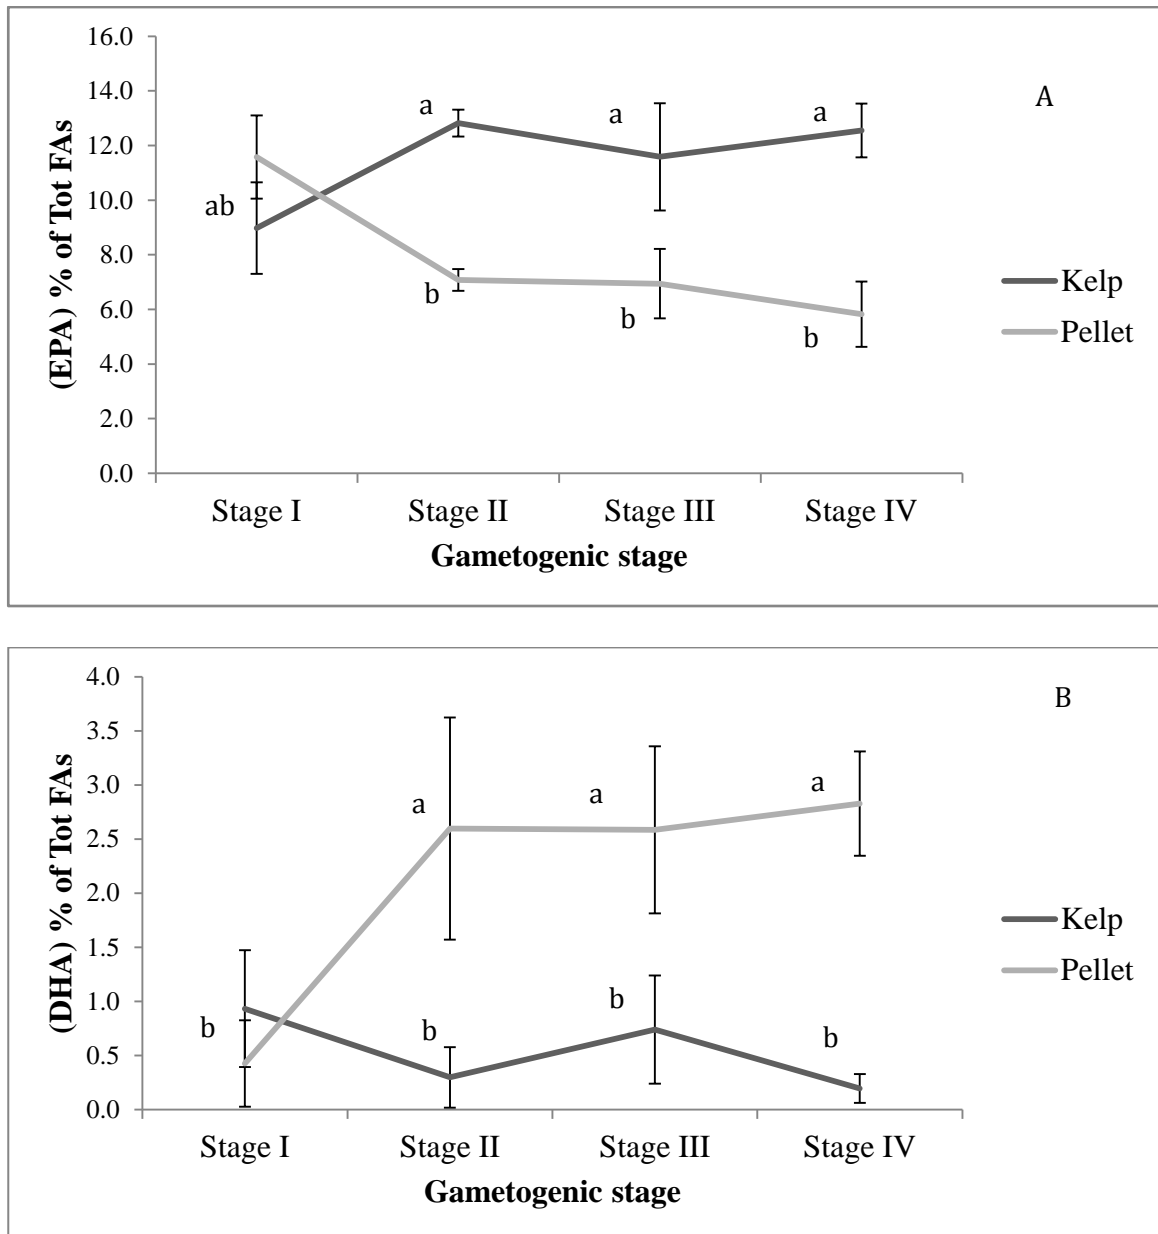 16.0
14.0
12.0
10.0
8.0
6.0
4.0
2.0
0.0
(EPA) % of Tot FAs
A
a
a
a
ab
b
b
b
Kelp
Pellet
Stage I
Stage II
Stage III
Stage IV
Gametogenic stage
4.0
3.5
3.0
2.5
2.0
1.5
1.0
0.5
0.0
(DHA) % of Tot FAs
B
a
a
a
b
b
b
b
Kelp
Pellet
Stage I
Stage II
Stage III
Stage IV
Gametogenic stage